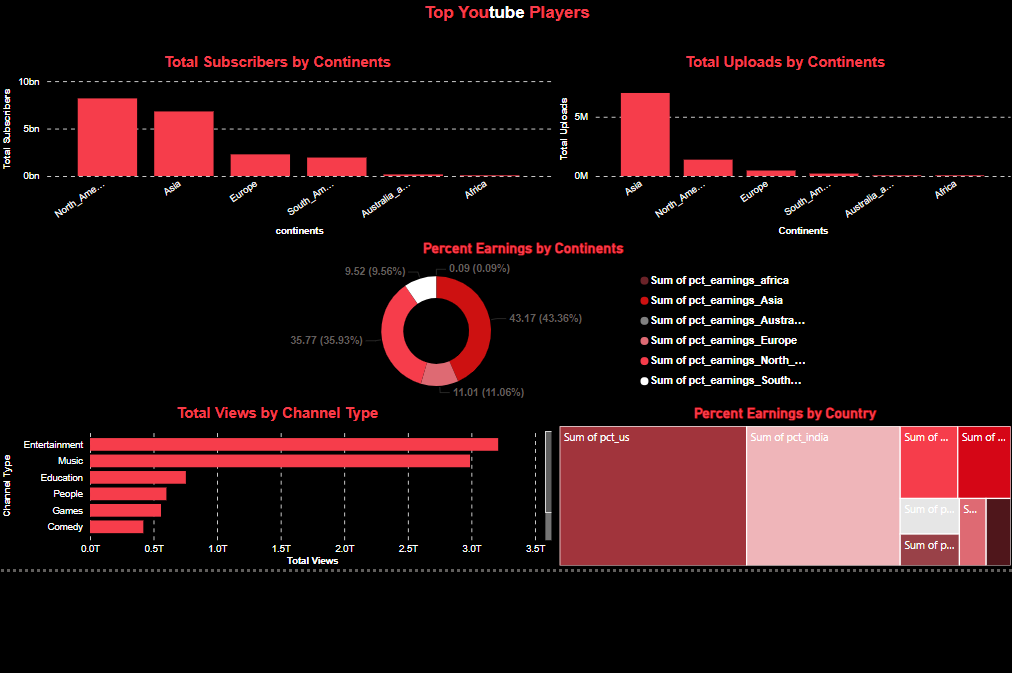 Top Youtube Players
Total Subscribers by Continents
10bn
5bn
0bn
Total Subscribers
North_Ame…
Asia
Europe
South_Am…
Australia_a…
Africa
continents
Total Uploads by Continents
5M
0M
Total Uploads
Asia
North_Ame…
Europe
South_Am…
Australia_a…
Africa
Continents
Percent Earnings by Continents
9.52 (9.56%)
0.09 (0.09%)
43.17 (43.36%)
35.77 (35.93%)
11.01 (11.06%)
Sum of pct_earnings_africa
Sum of pct_earnings_Asia
Sum of pct_earnings_Austra…
Sum of pct_earnings_Europe
Sum of pct_earnings_North_…
Sum of pct_earnings_South…
Total Views by Channel Type
Channel Type
Entertainment
Music
Education
People
Games
Comedy
0.0T 0.5T 1.0T 1.5T 2.0T 2.5T 3.0T 3.5T
Total Views
Percent Earnings by Country
Sum of pct_us
Sum of pct_india
Sum of …
Sum of …
Sum of p…
S…
Sum of p…